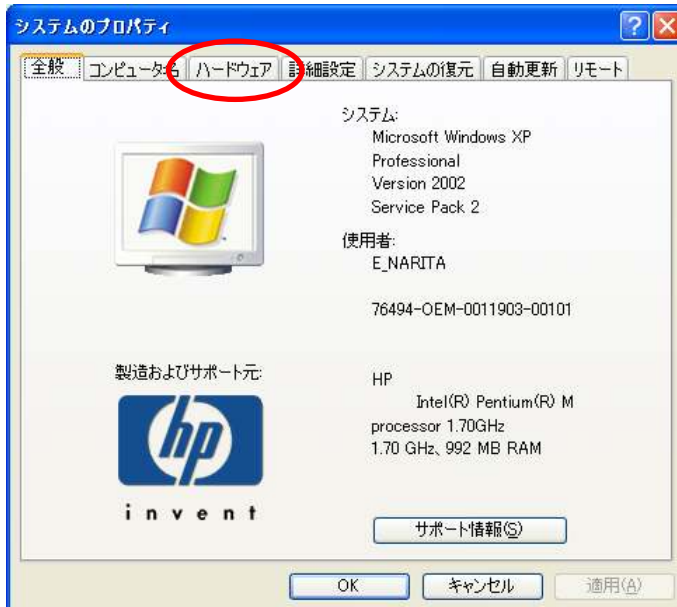 システムのプロパティ
全般 コンピュータ名 ハードウェア 詳細設定 システムの復元 自動更新 リモート
システム:
Microsoft Windows XP
Professional
Version 2002
Service Pack 2
使用者:
E_NARITA
76494-OEM-0011903-00101
製造およびサポート元:
hp
invent
HP
Intel(R) Pentium(R) M
processor 1.70GHz
1.70 GHz、992 MB RAM
サポート情報(S)
OK キャンセル 適用(A)